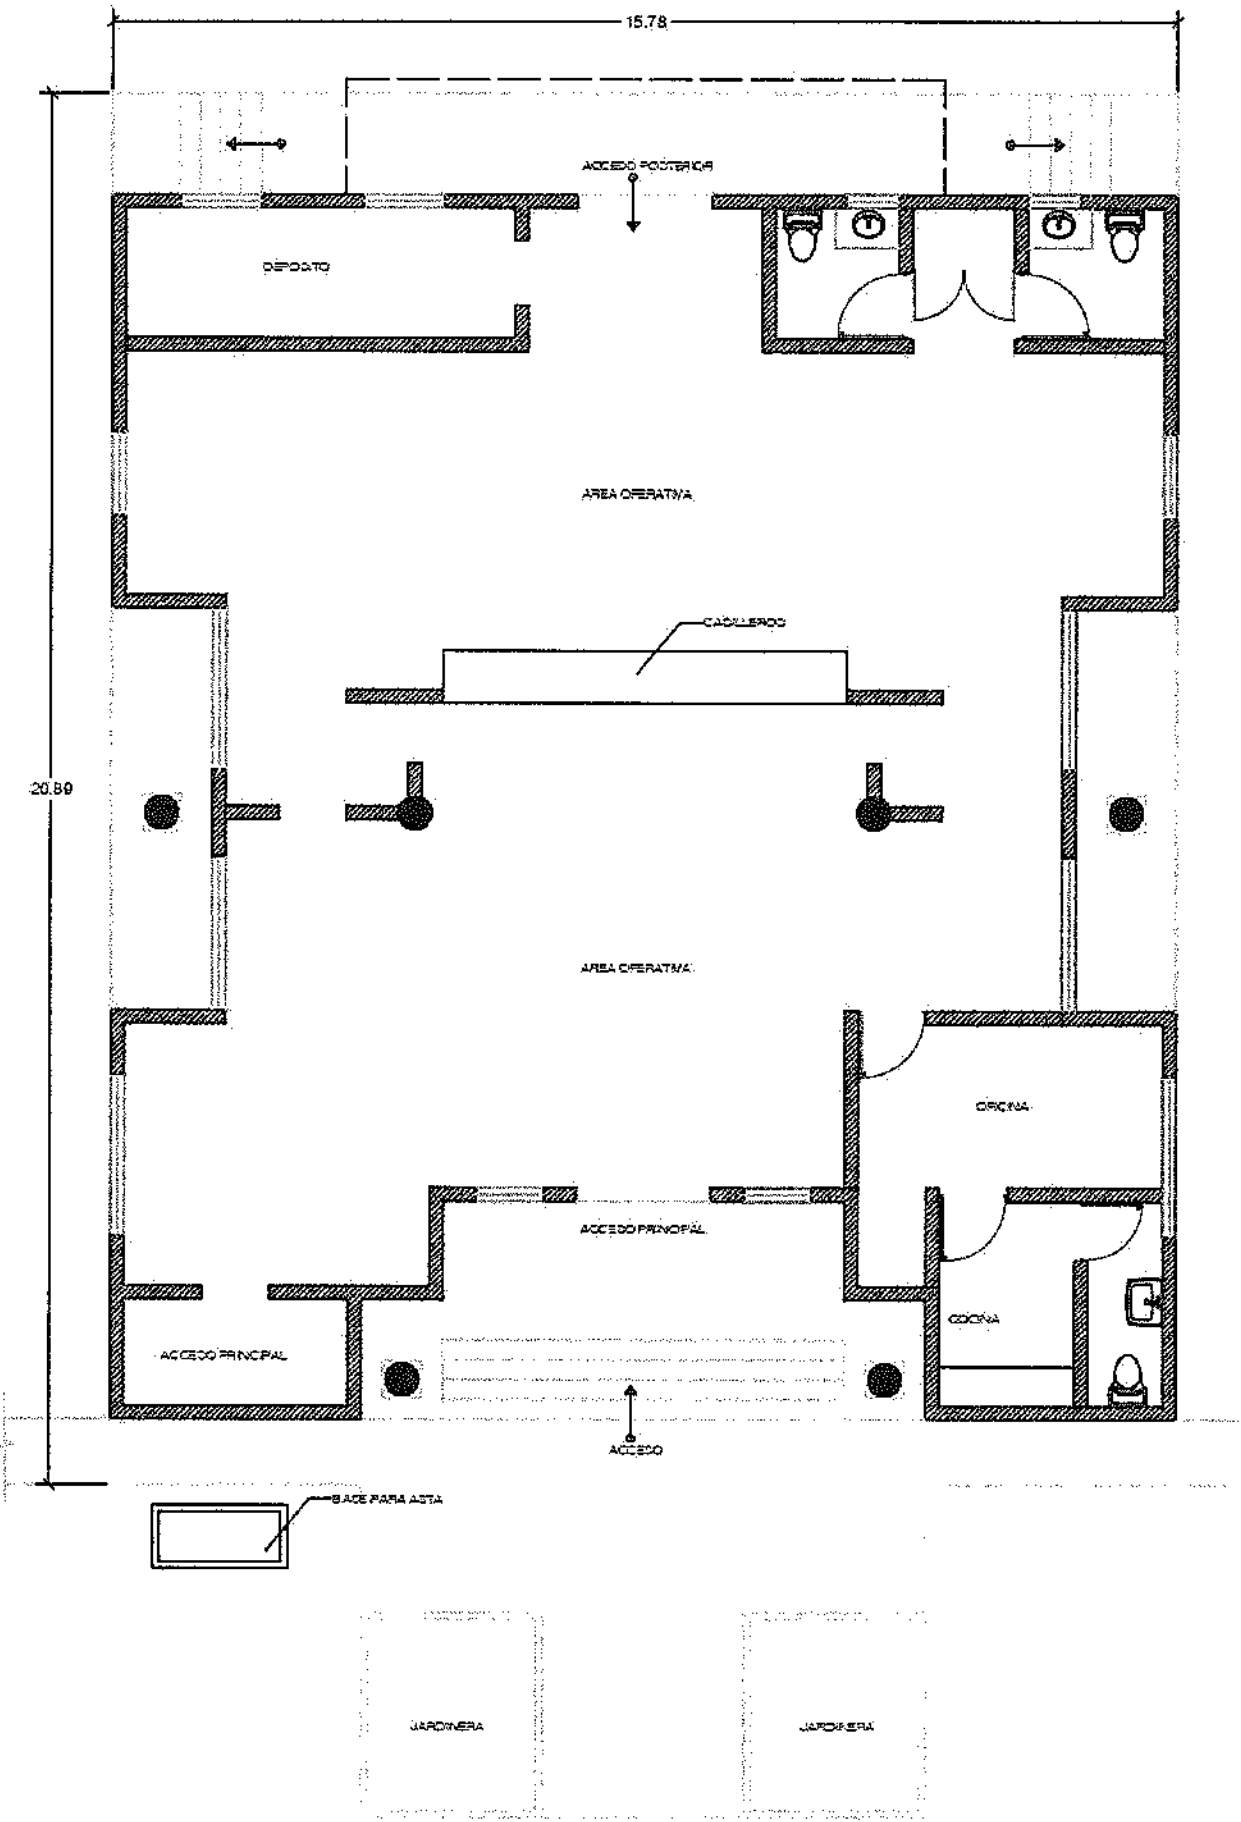 15.78
ACCESO POSTERIOR
DEPOSITO
AREA OPERATIVA
CASILLEROS
20.89
AREA OPERATIVA
OFICINA
ACCESO PRINCIPAL
COCINA
ACCESO PRINCIPAL
ACCESO
BASE PARA ASTA
JARDINERA
JARDINERA